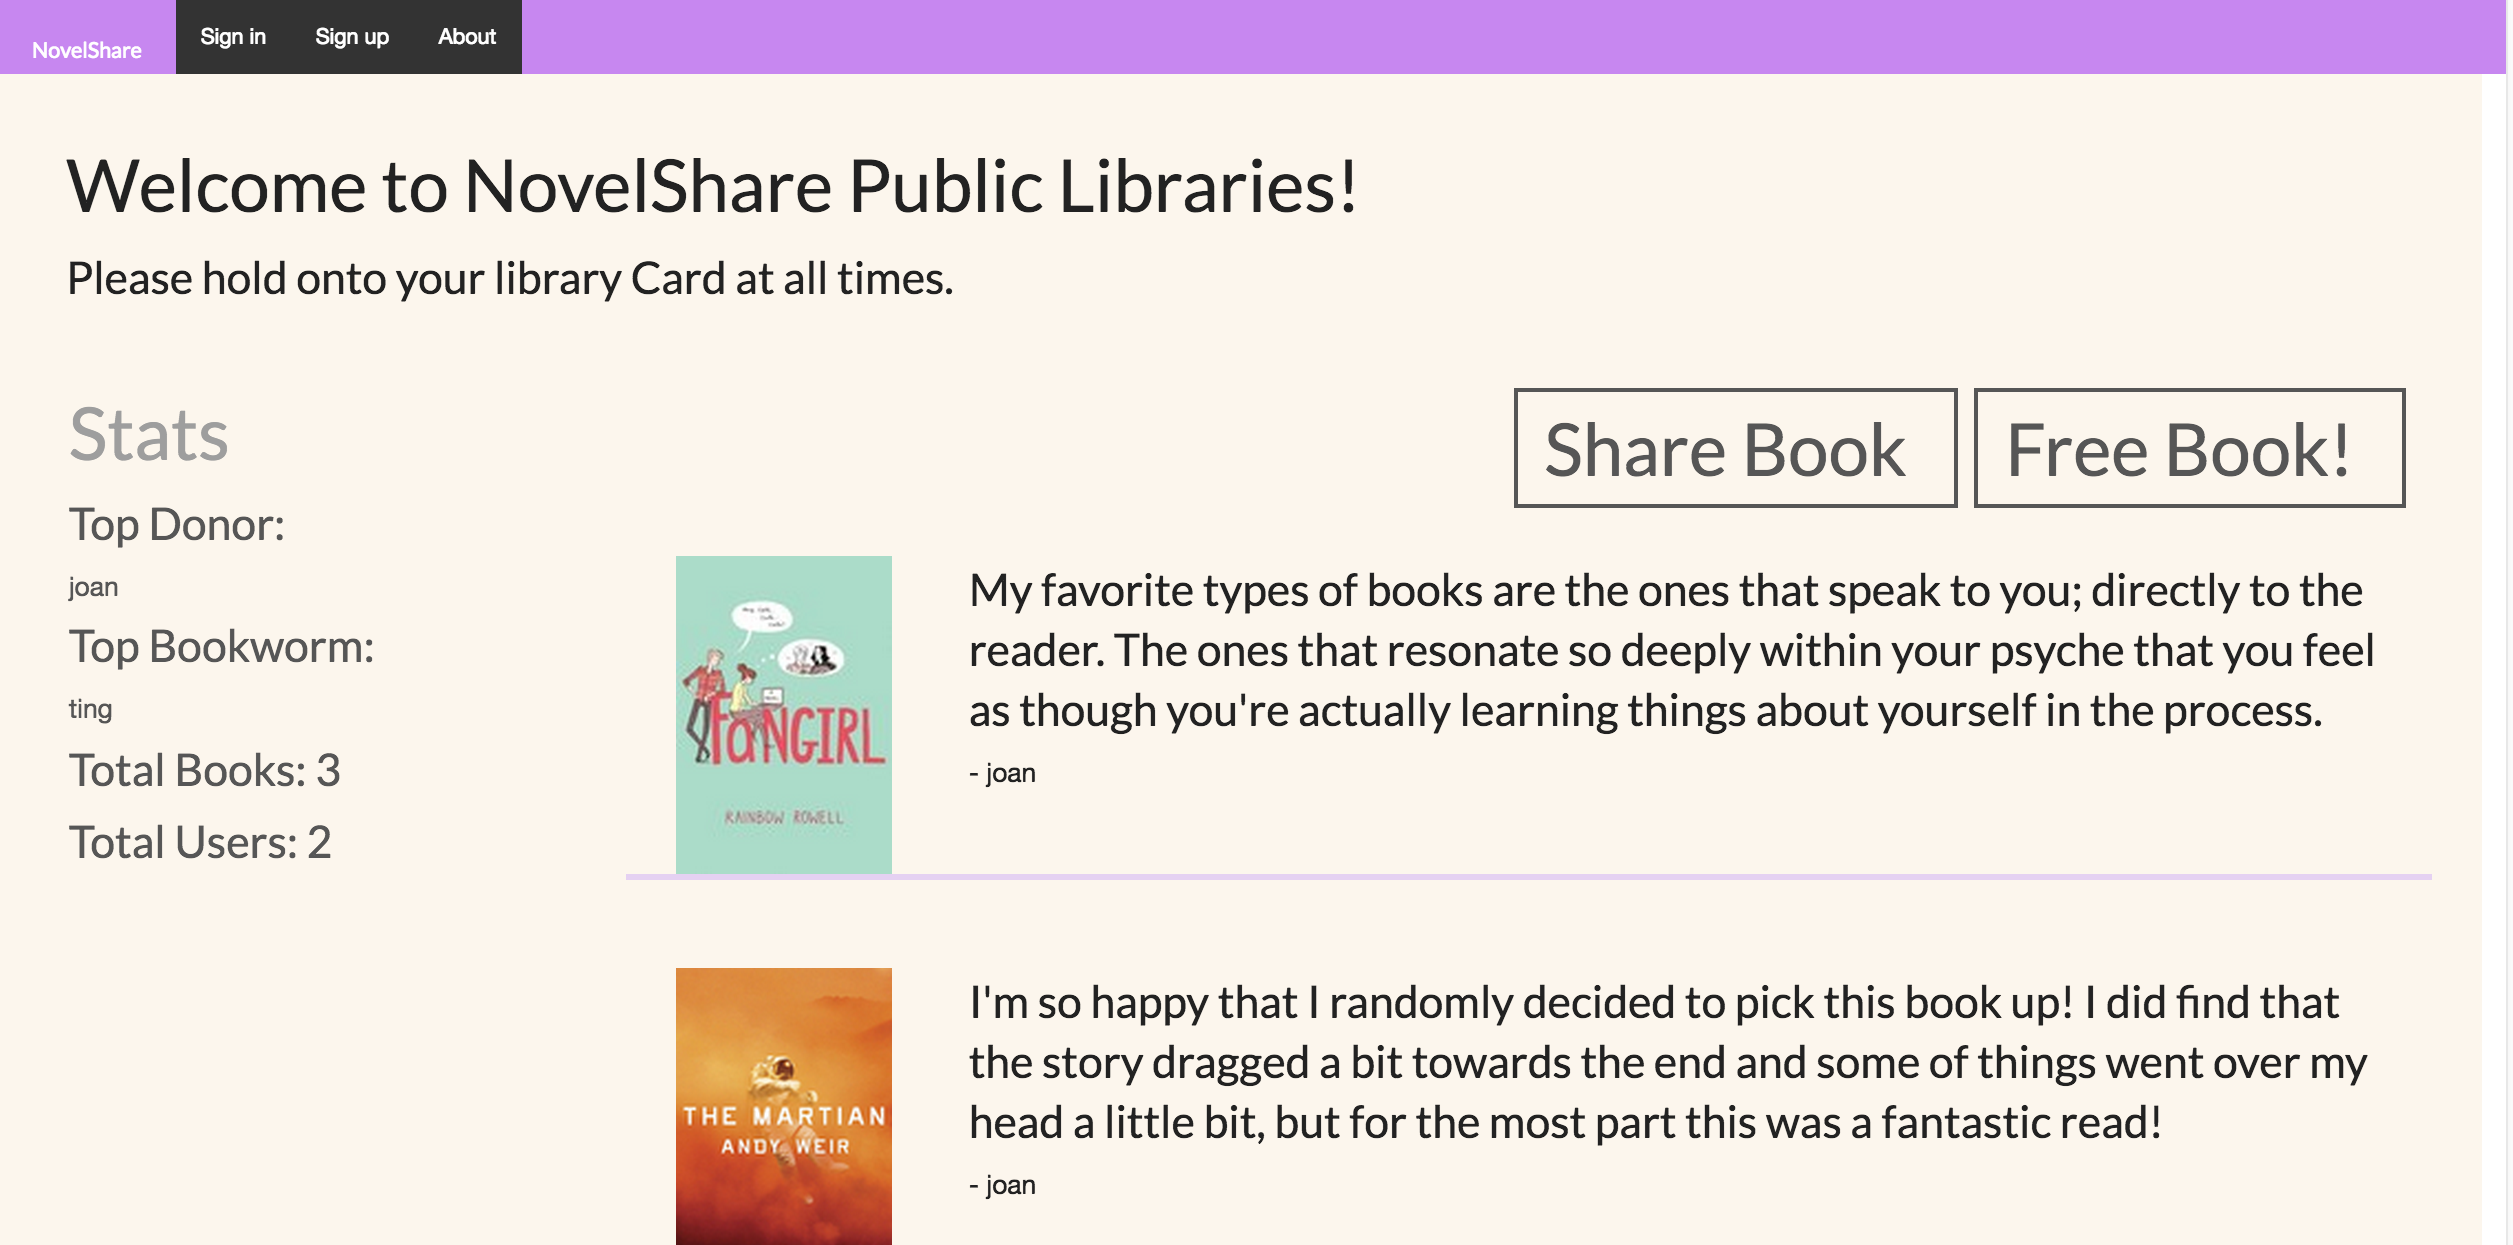 NovelShare Sign in Sign up About
Welcome to NovelShare Public Libraries!
Please hold onto your library Card at all times.
Stats
Top Donor:
joan
Top Bookworm:
ting
Total Books: 3
Total Users: 2
Share Book Free Book!
FANGIRL
RAINBOW ROWELL
My favorite types of books are the ones that speak to you; directly to the
reader. The ones that resonate so deeply within your psyche that you feel
as though you're actually learning things about yourself in the process.
- joan
THE MARTIAN
ANDY WEIR
I'm so happy that I randomly decided to pick this book up! I did find that
the story dragged a bit towards the end and some of things went over my
head a little bit, but for the most part this was a fantastic read!
- joan